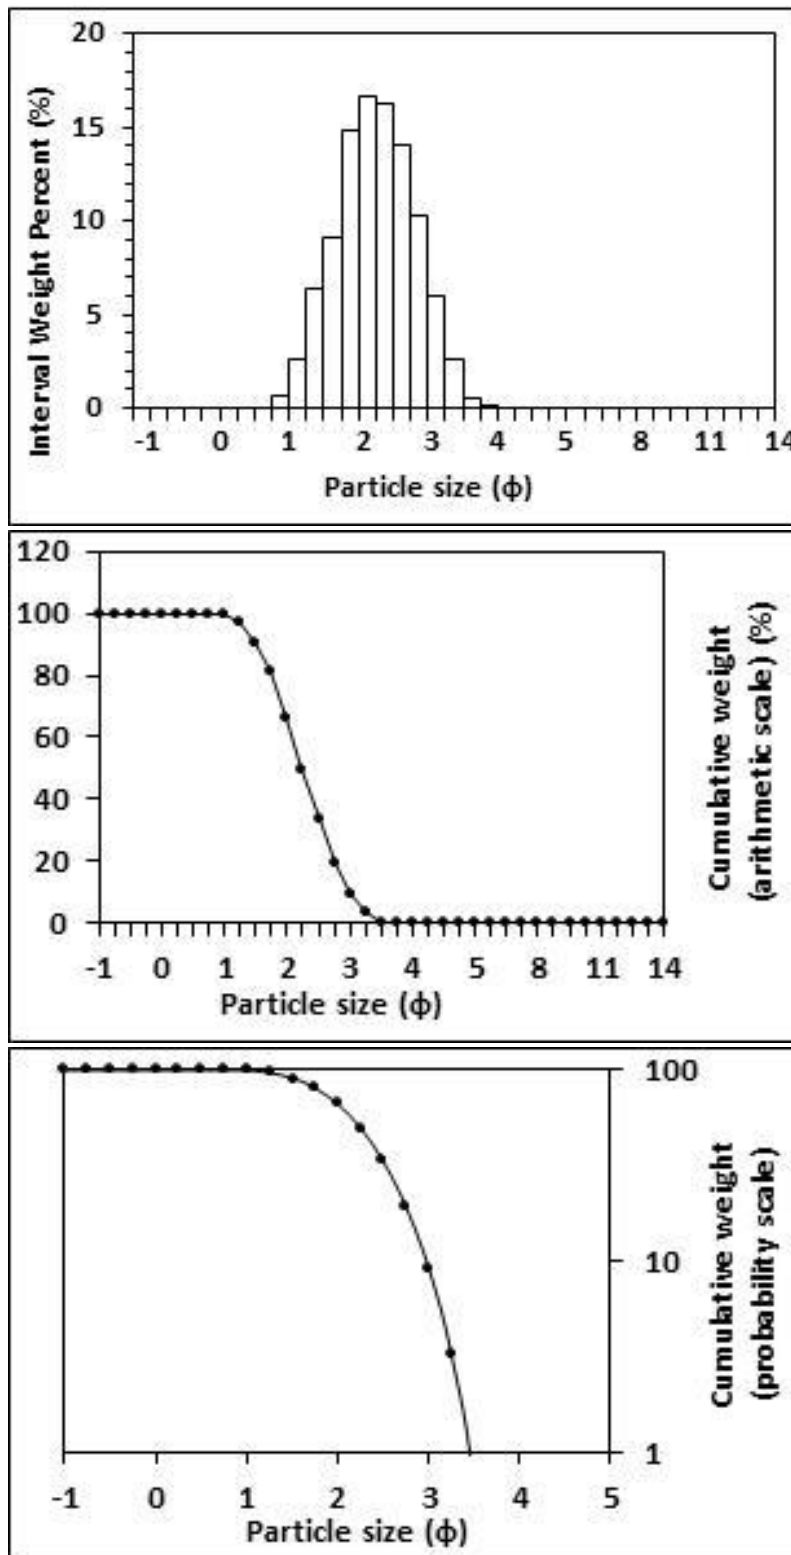 20
15
10
5
0
Interval Weight Percent (%)
-1 0 1 2 3 4 5 8 11 14
Particle size (ϕ)
120
100
80
60
40
20
0
-1 0 1 2 3 4 5 8 11 14
Particle size (ϕ)
Cumulative weight
(arithmetic scale) (%)
100
10
1
-1 0 1 2 3 4 5
Particle size (ϕ)
Cumulative weight
(probability scale)